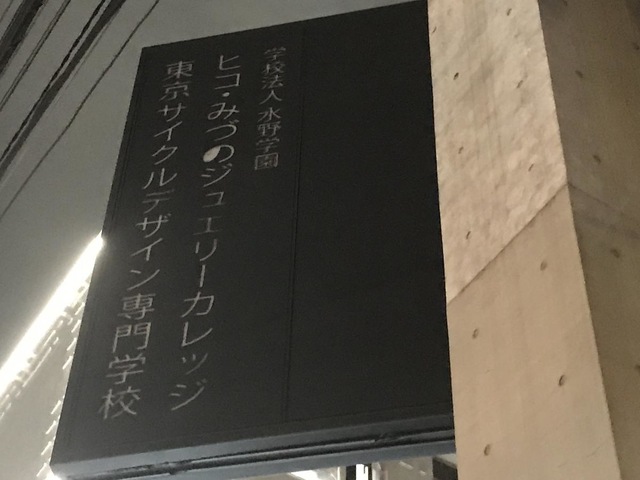 学校法人 水野学園
ヒコ・みづのジュエリーカレッジ
東京サイクルデザイン専門学校